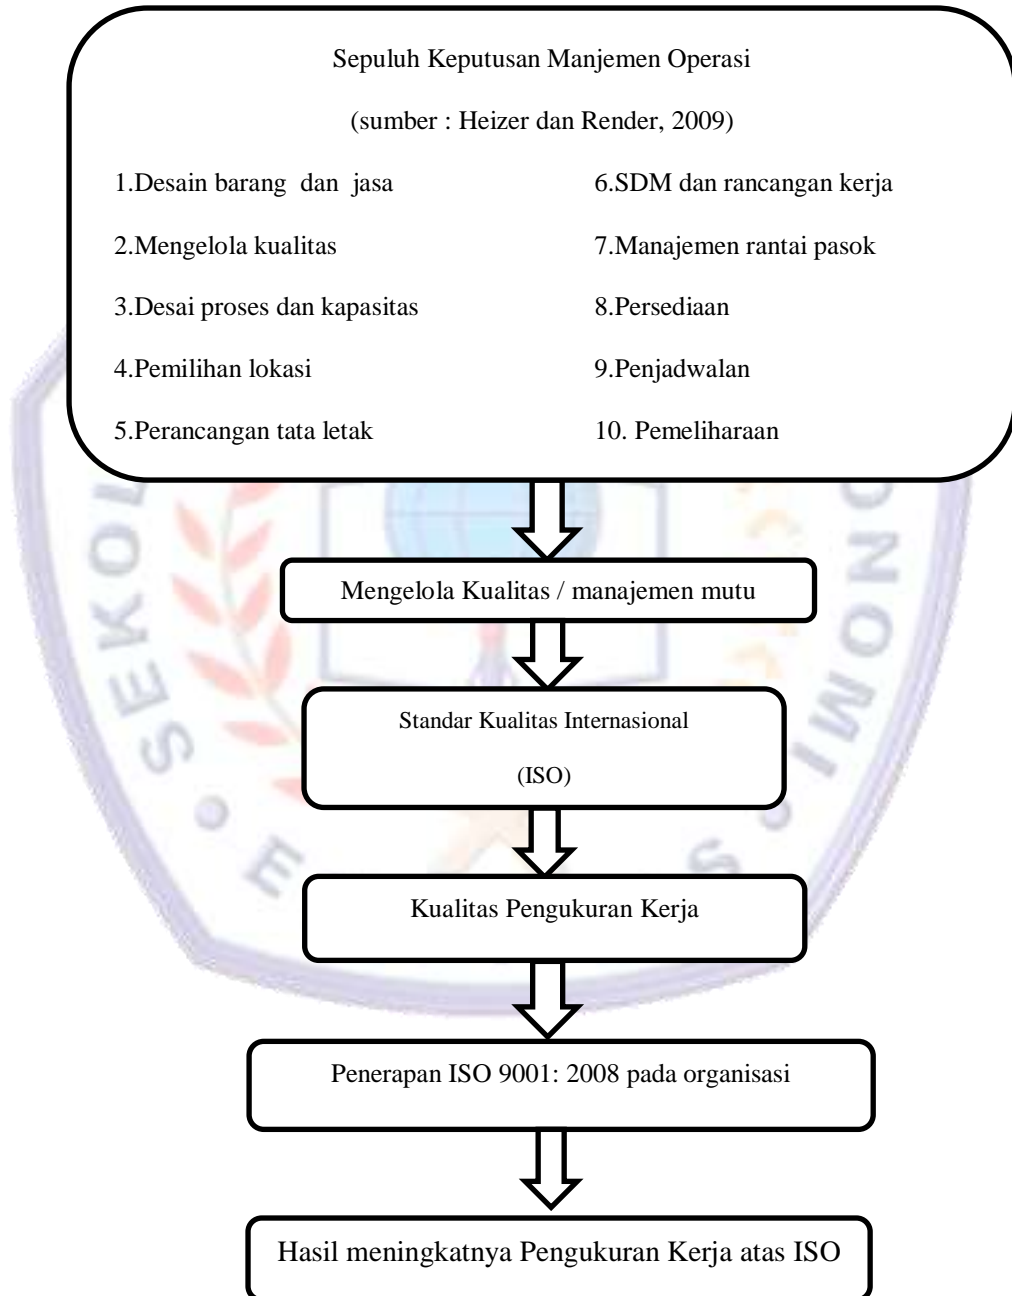 Sepuluh Keputusan Manjemen Operasi
(sumber : Heizer dan Render, 2009)
1.Desain barang dan jasa
2.Mengelola kualitas
3.Desai proses dan kapasitas
4.Pemilihan lokasi
5.Perancangan tata letak
6.SDM dan rancangan kerja
7.Manajemen rantai pasok
8.Persediaan
9.Penjadwalan
10. Pemeliharaan
Mengelola Kualitas / manajemen mutu
Standar Kualitas Internasional
(ISO)
Kualitas Pengukuran Kerja
Penerapan ISO 9001: 2008 pada organisasi
Hasil meningkatnya Pengukuran Kerja atas ISO